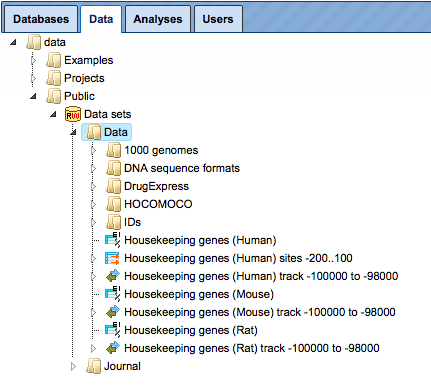 Databases Data Analyses Users
data
Examples
Projects
Public
RW Data sets
Data
1000 genomes
DNA sequence formats
DrugExpress
HOCOMOCO
IDs
Housekeeping genes (Human)
Housekeeping genes (Human) sites -200..100
Housekeeping genes (Human) track -100000 to -98000
Housekeeping genes (Mouse)
Housekeeping genes (Mouse) track -100000 to -98000
Housekeeping genes (Rat)
Housekeeping genes (Rat) track -100000 to -98000
Journal